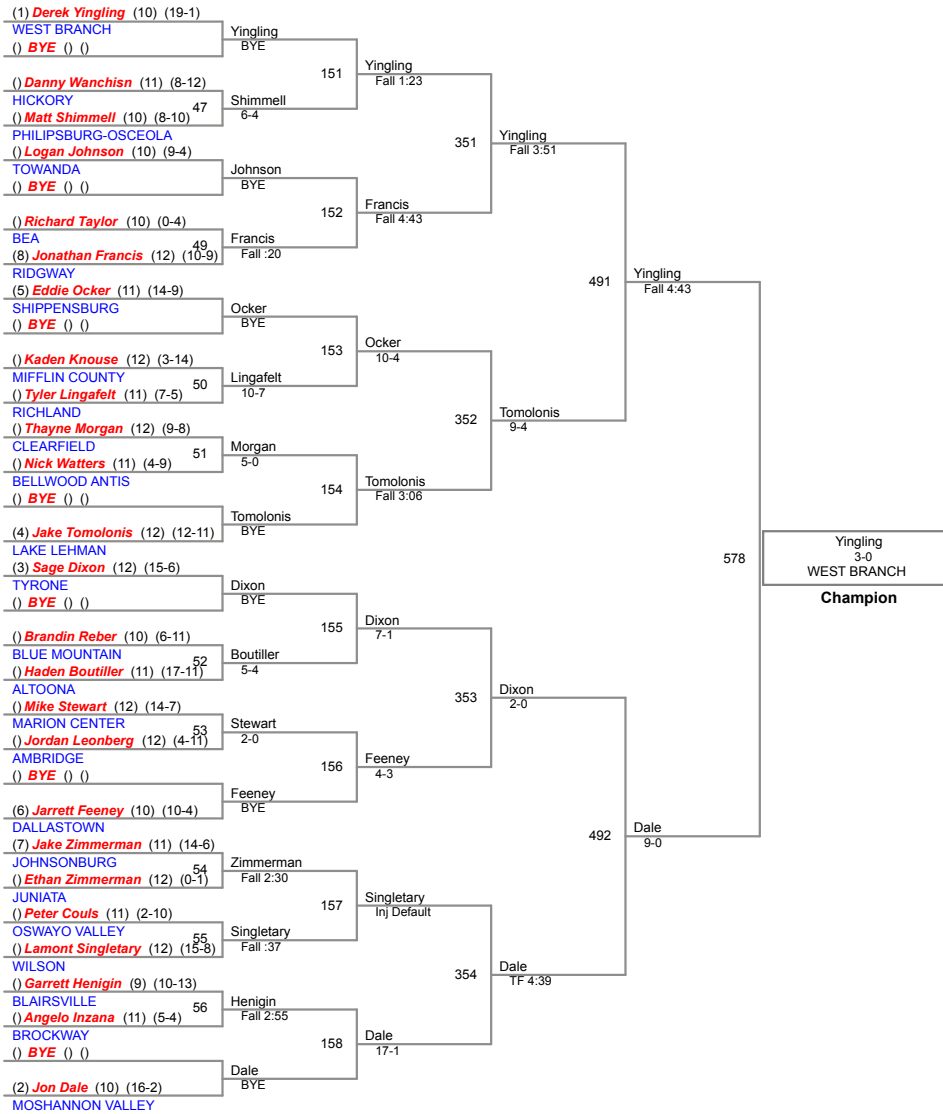 (1) Derek Yingling (10) (19-1)
WEST BRANCH
() BYE () ()
() Danny Wanchisn (11) (8-12)
HICKORY
() Matt Shimmell (10) (8-10)
PHILIPSBURG-OSCEOLA
() Logan Johnson (10) (9-4)
TOWANDA
() BYE () ()
() Richard Taylor (10) (0-4)
BEA
(8) Jonathan Francis (12) (10-9)
RIDGWAY
(5) Eddie Ocker (11) (14-9)
SHIPPENSBURG
() BYE () ()
() Kaden Knouse (12) (3-14)
MIFFLIN COUNTY
() Tyler Lingafelt (11) (7-5)
RICHLAND
() Thayne Morgan (12) (9-8)
CLEARFIELD
() Nick Watters (11) (4-9)
BELLWOOD ANTIS
() BYE () ()
(4) Jake Tomolonis (12) (12-11)
LAKE LEHMAN
(3) Sage Dixon (12) (15-6)
TYRONE
() BYE () ()
() Brandin Reber (10) (6-11)
BLUE MOUNTAIN
() Haden Boutiller (11) (17-11)
ALTOONA
() Mike Stewart (12) (14-7)
MARION CENTER
() Jordan Leonberg (12) (4-11)
AMBRIDGE
() BYE () ()
(6) Jarrett Feeney (10) (10-4)
DALLASTOWN
(7) Jake Zimmerman (11) (14-6)
JOHNSONBURG
() Ethan Zimmerman (12) (0-1)
JUNIATA
() Peter Couls (11) (2-10)
OSWAYO VALLEY
() Lamont Singletary (12) (15-8)
WILSON
() Garrett Henigin (9) (10-13)
BLAIRSVILLE
() Angelo Inzana (11) (5-4)
BROCKWAY
() BYE () ()
(2) Jon Dale (10) (16-2)
MOSHANNON VALLEY
47
49
50
51
52
53
54
55
56
Yingling
BYE
Shimmell
6-4
Johnson
BYE
Francis
Fall :20
Ocker
BYE
Lingafelt
10-7
Morgan
5-0
Tomolonis
BYE
Dixon
BYE
Boutiller
5-4
Stewart
2-0
Feeney
BYE
Zimmerman
Fall 2:30
Singletary
Fall :37
Henigin
Fall 2:55
Dale
BYE
151
152
153
154
155
156
157
158
Yingling
Fall 1:23
Francis
Fall 4:43
Ocker
10-4
Tomolonis
Fall 3:06
Dixon
7-1
Feeney
4-3
Singletary
Inj Default
Dale
17-1
351
352
353
354
Yingling
Fall 3:51
Tomolonis
9-4
Dixon
2-0
Dale
TF 4:39
491
492
Yingling
Fall 4:43
Dale
9-0
578
Yingling
3-0
WEST BRANCH
Champion